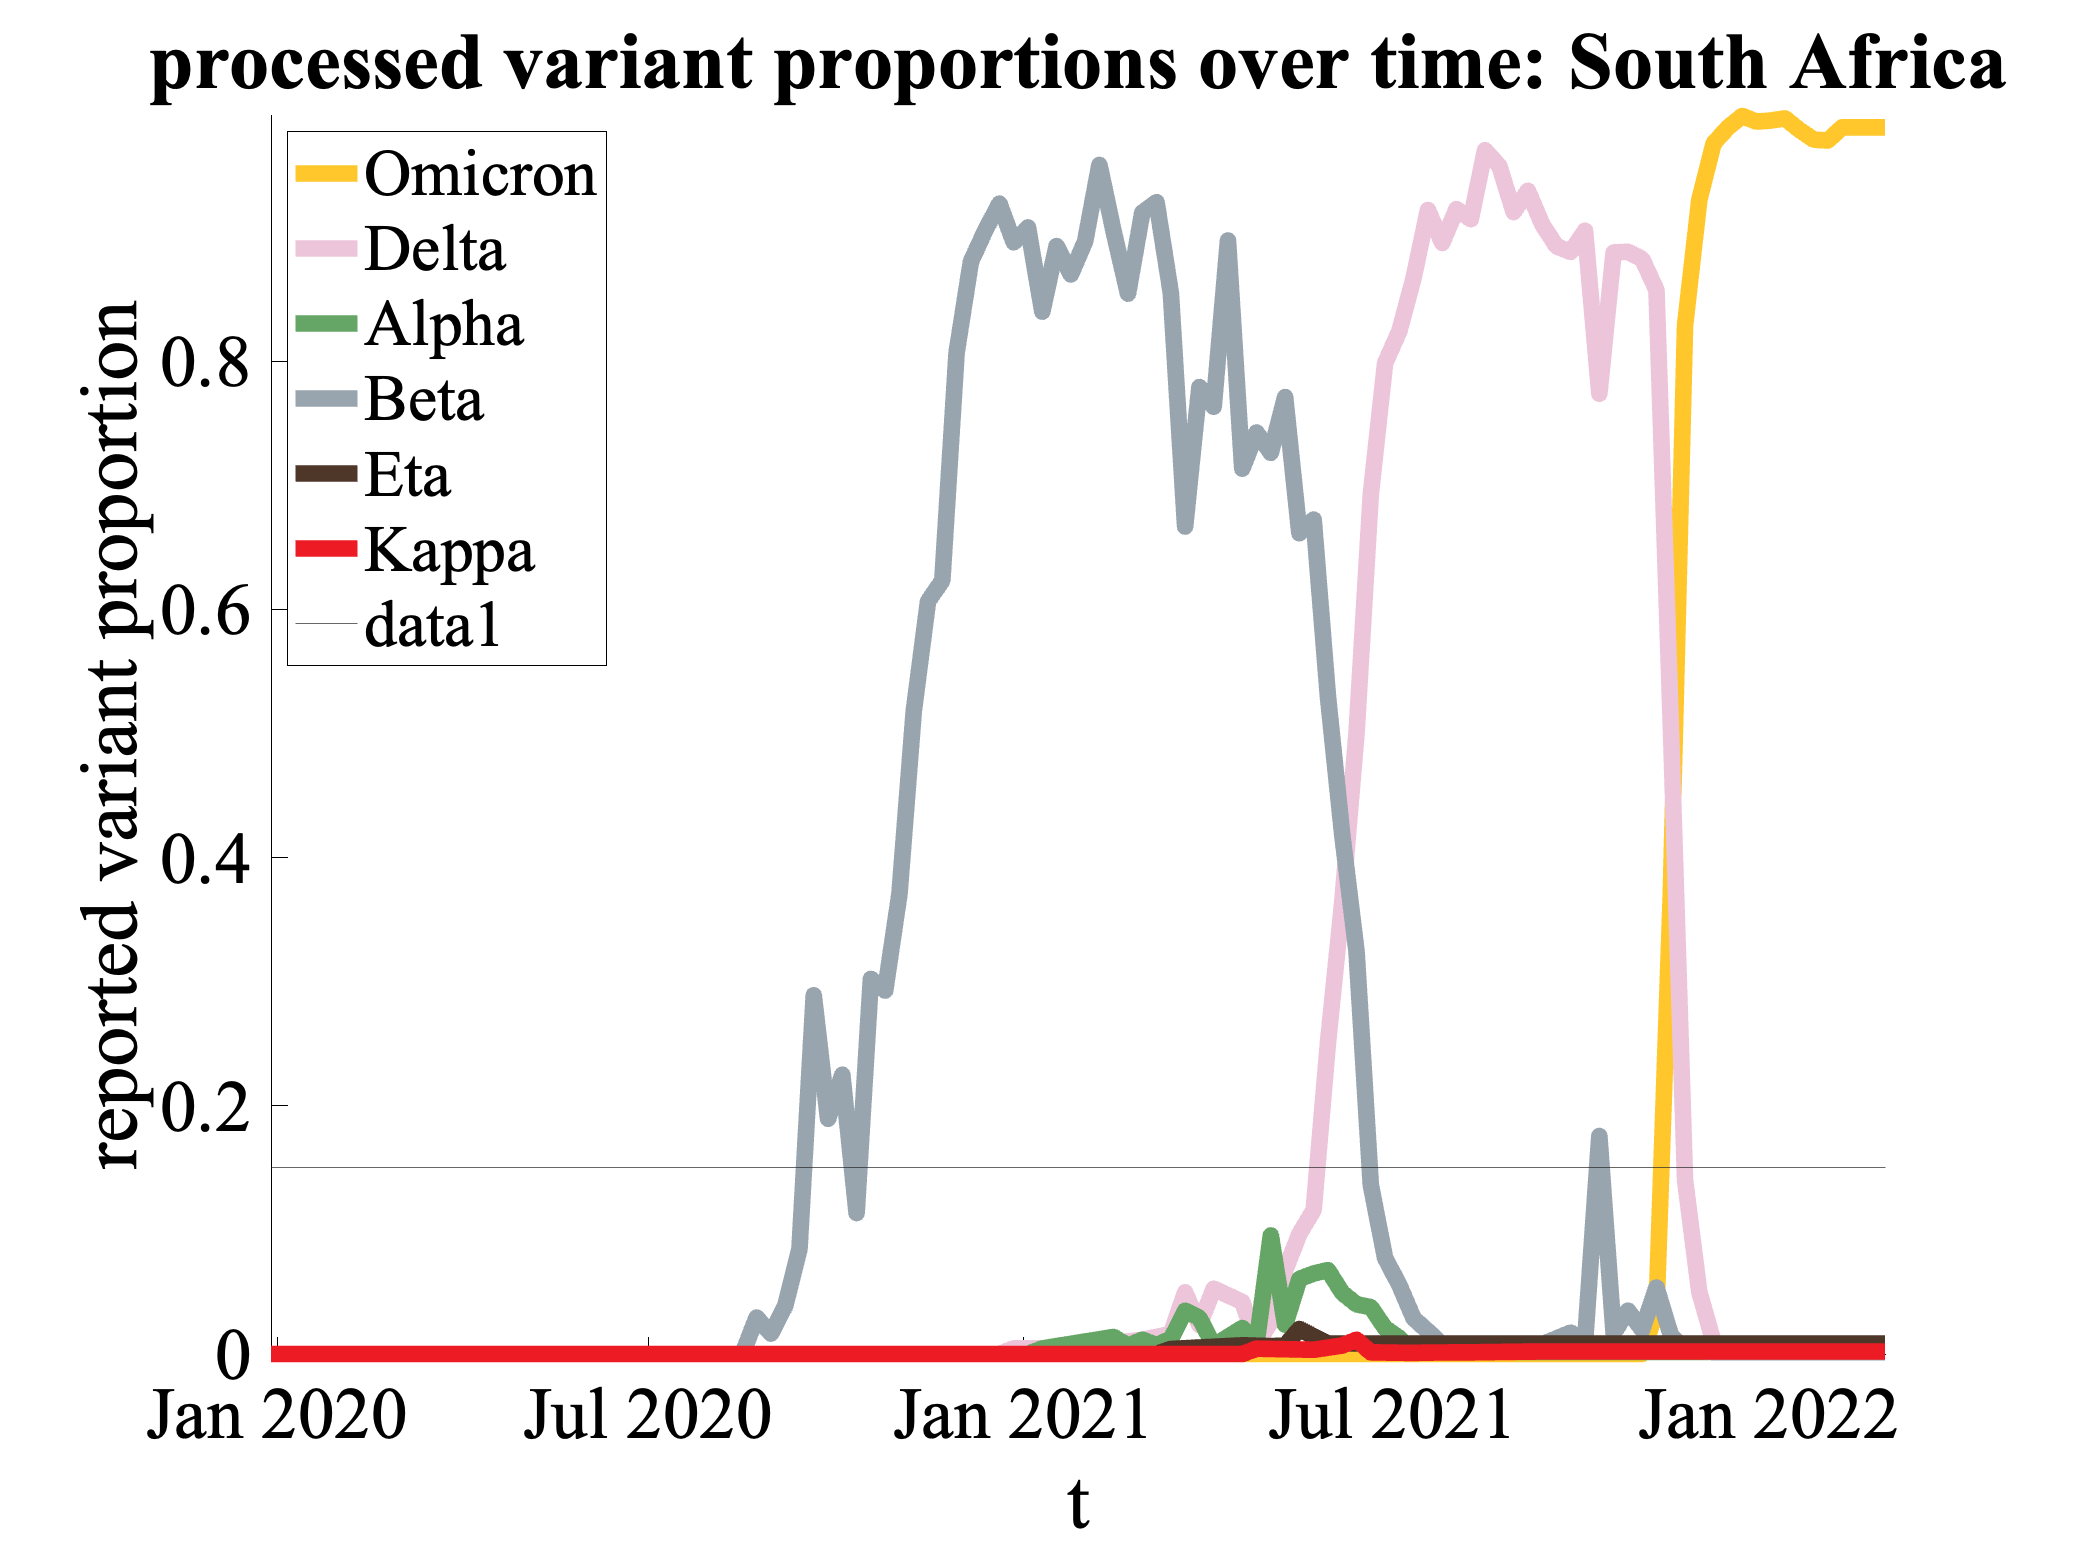 processed variant proportions over time: South Africa
Omicron
Delta
Alpha
Beta
Eta
Kappa
data1
reported variant proportion
0.8
0.6
0.4
0.2
0
Jan 2020
Jul 2020
Jan 2021
Jul 2021
Jan 2022
t